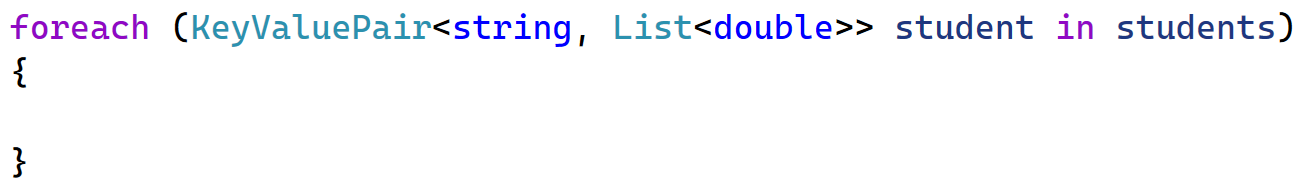 foreach (KeyValuePair<string, List<double>> student in students)
{
}